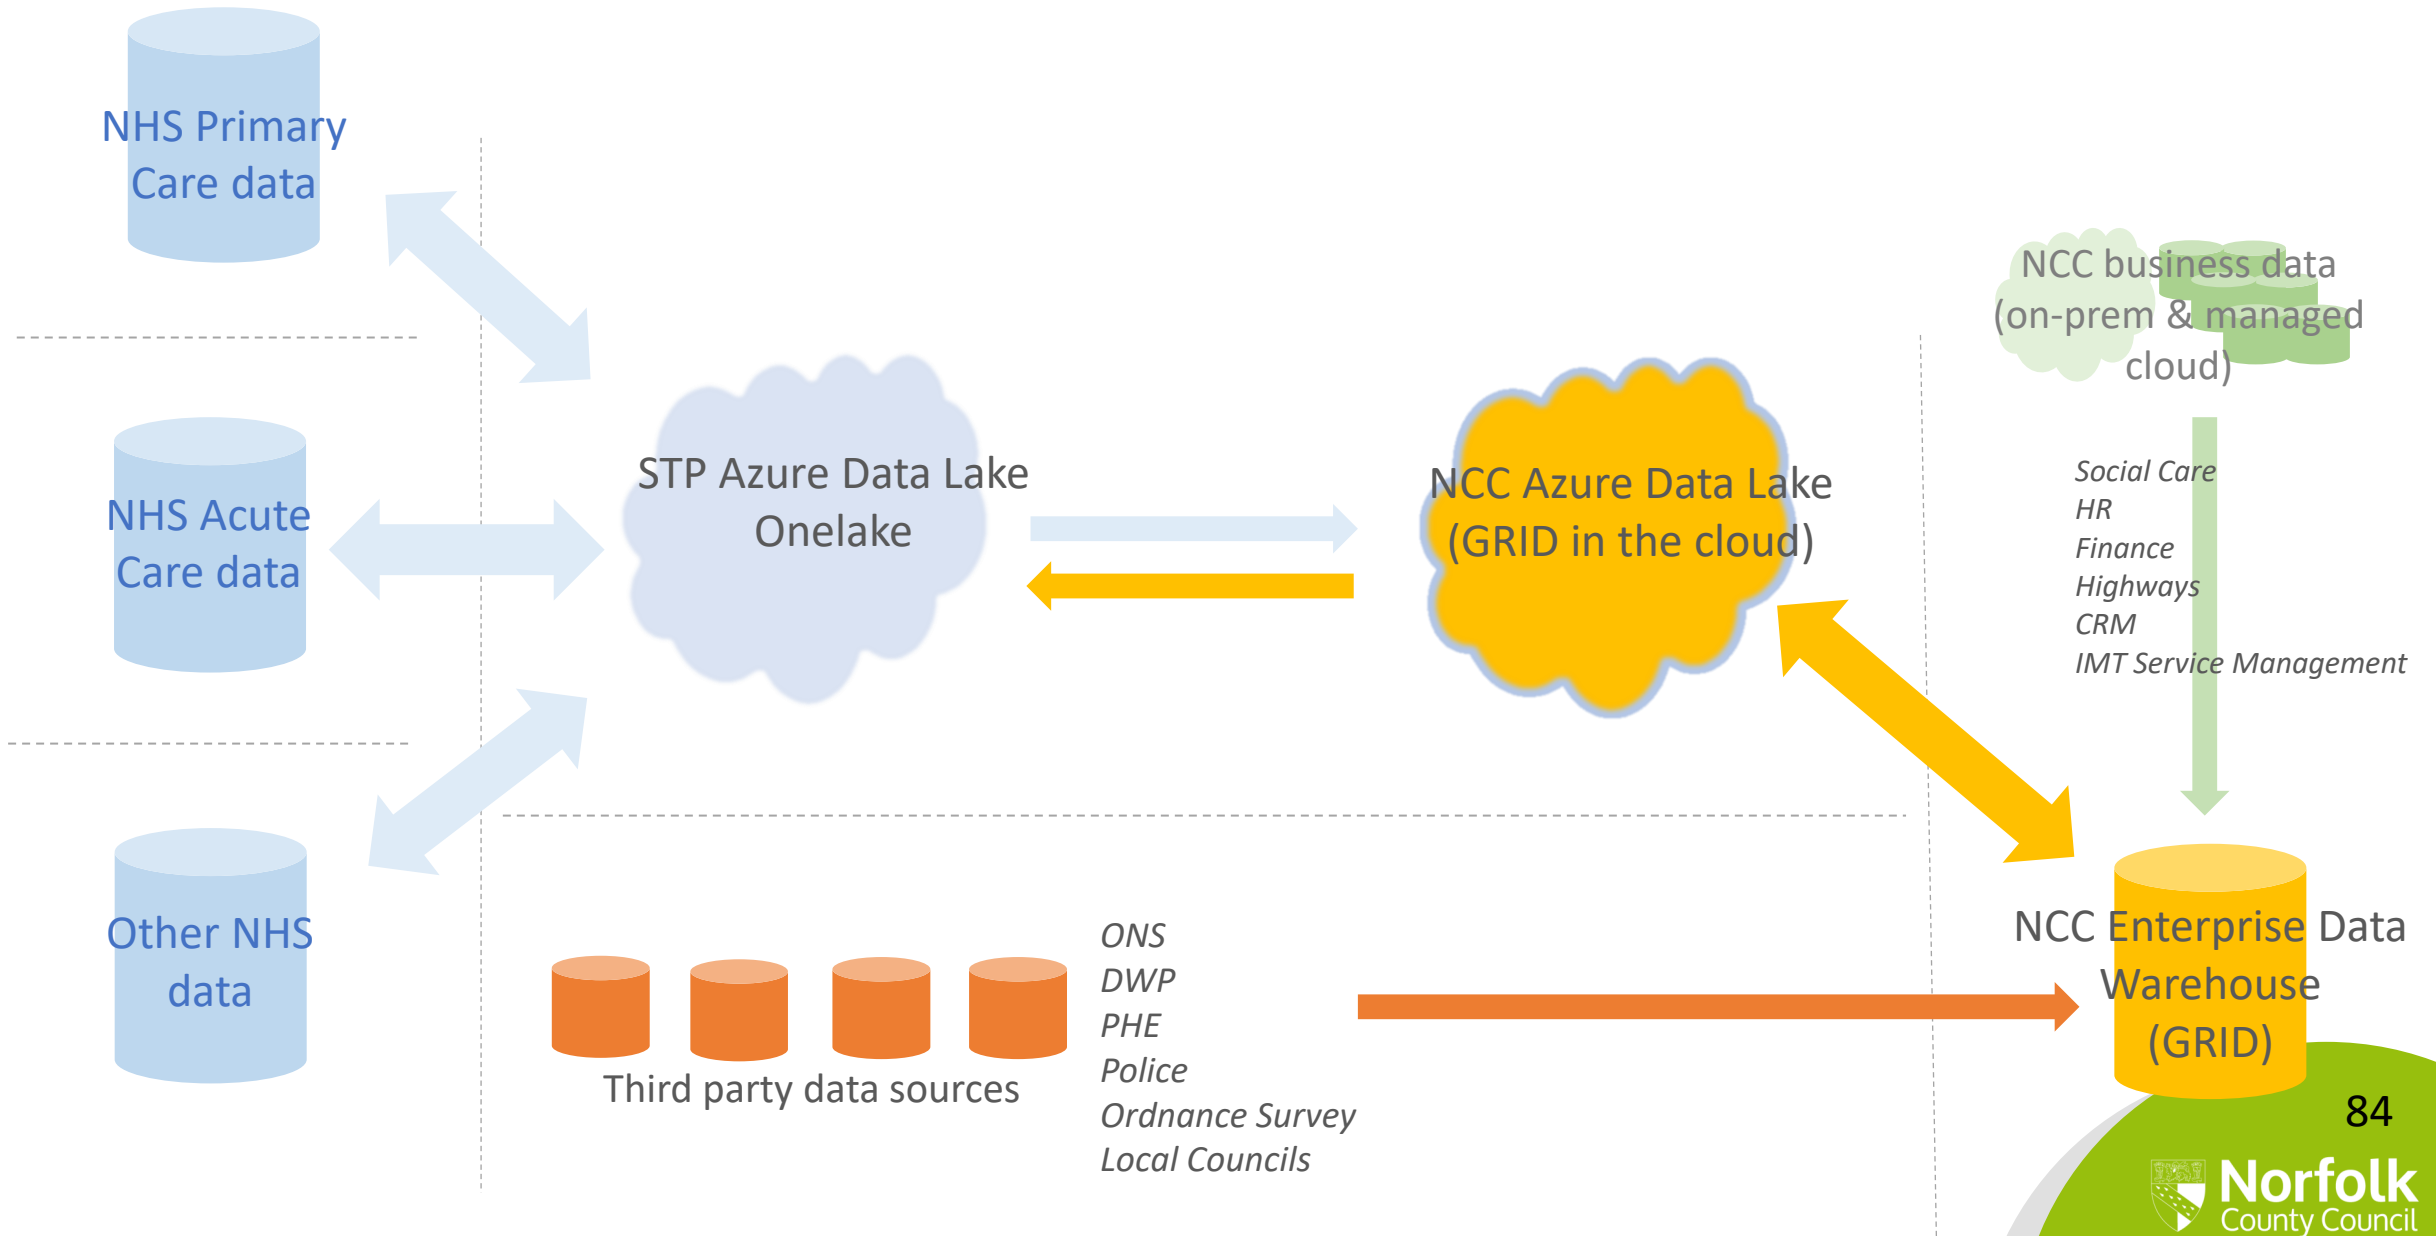 NHS Primary
Care data
NHS Acute
Care data
Other NHS
data
STP Azure Data Lake
Onelake
NCC Azure Data Lake
(GRID in the cloud)
NCC business data
(on-prem & managed
cloud)
Social Care
HR
Finance
Highways
CRM
IMT Service Management
Third party data sources
ONS
DWP
PHE
Police
Ordnance Survey
Local Councils
NCC Enterprise Data
Warehouse
(GRID)
84
Norfolk
County Council